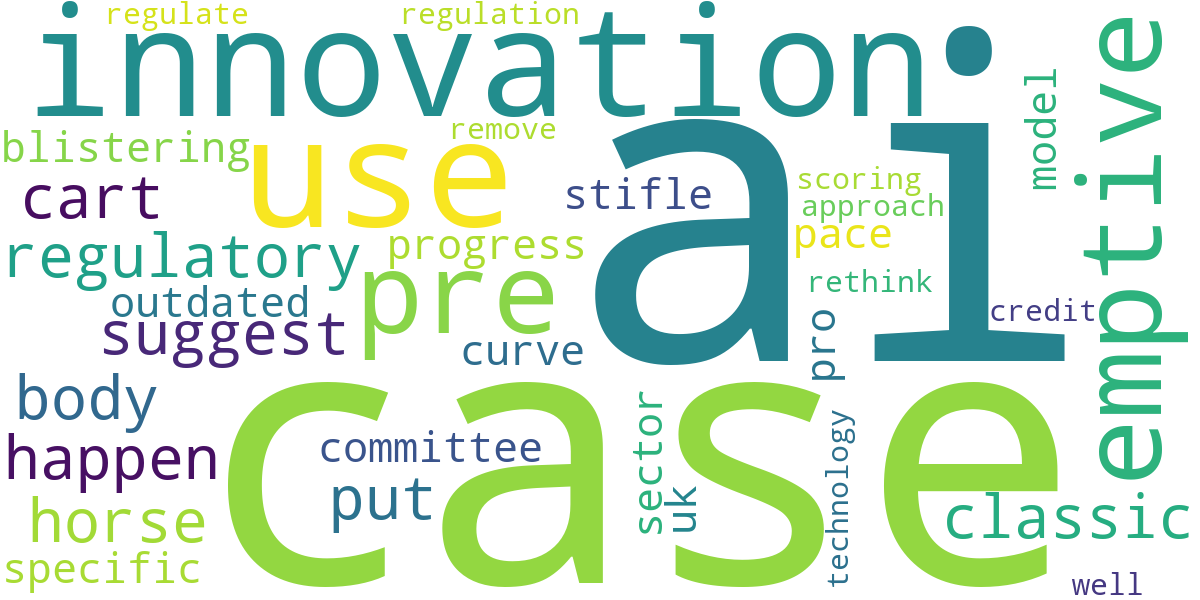 regulate
regulation
innovation
ai
emptive
model
blistering
remove
use
cart
stifle
scoring
approach
pace
regulatory
progress
pre
rethink
outdated
suggest
curve
credit
pro
body
case
happen
committee
put
sector
uk
technology
horse
classic
specific
well